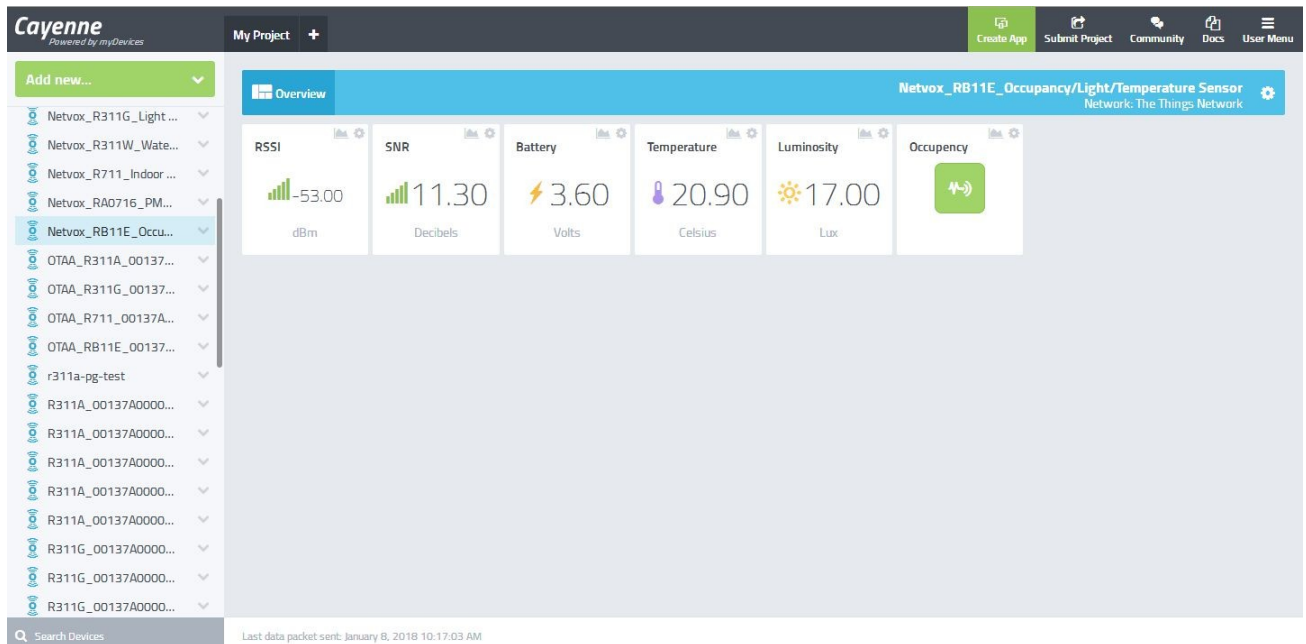 Cayenne
Powered by myDevices
My Project +
Create App
Submit Project
Community
Docs
User Menu
Add new...
Netvox_R311G_Light ...
Netvox_R311W_Wate...
Netvox_R711_Indoor ...
Netvox_RA0716_PM...
Netvox_RB11E_Occu...
OTAA_R311A_00137...
OTAA_R311G_00137...
OTAA_R711_00137A...
OTAA_RB11E_00137...
r311a-pg-test
R311A_00137A0000...
R311A_00137A0000...
R311A_00137A0000...
R311A_00137A0000...
R311A_00137A0000...
R311G_00137A0000...
R311G_00137A0000...
R311G_00137A0000...
Search Devices
Overview
Netvox_RB11E_Occupancy/Light/Temperature Sensor
Network: The Things Network
RSSI
-53.00
dBm
SNR
11.30
Decibels
Battery
3.60
Volts
Temperature
20.90
Celsius
Luminosity
17.00
Lux
Occupency
Last data packet sent: January 8, 2018 10:17:03 AM